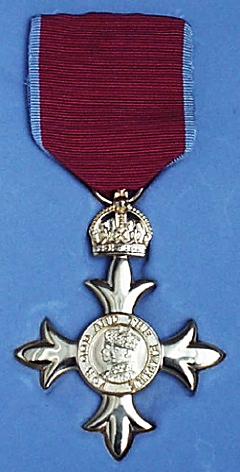 FOR GOD AND THE EMPIRE